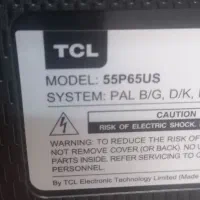 TCL
MODEL: 55P65US
SYSTEM: PAL B/G, D/K,
CAUTION
RISK OF ELECTRIC SHOCK.
WARNING: TO REDUCE THE RISK OF
NOT REMOVE COVER (OR BACK) NO U
INSIDE. REFER SERVICING TO
PERSONNEL.
By TCL Electronic Technology Limited (Made